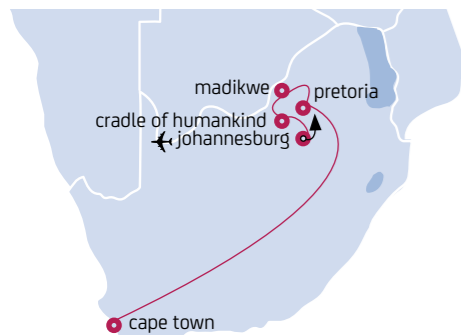 madikwe
pretoria
cradle of humankind
johannesburg
cape town